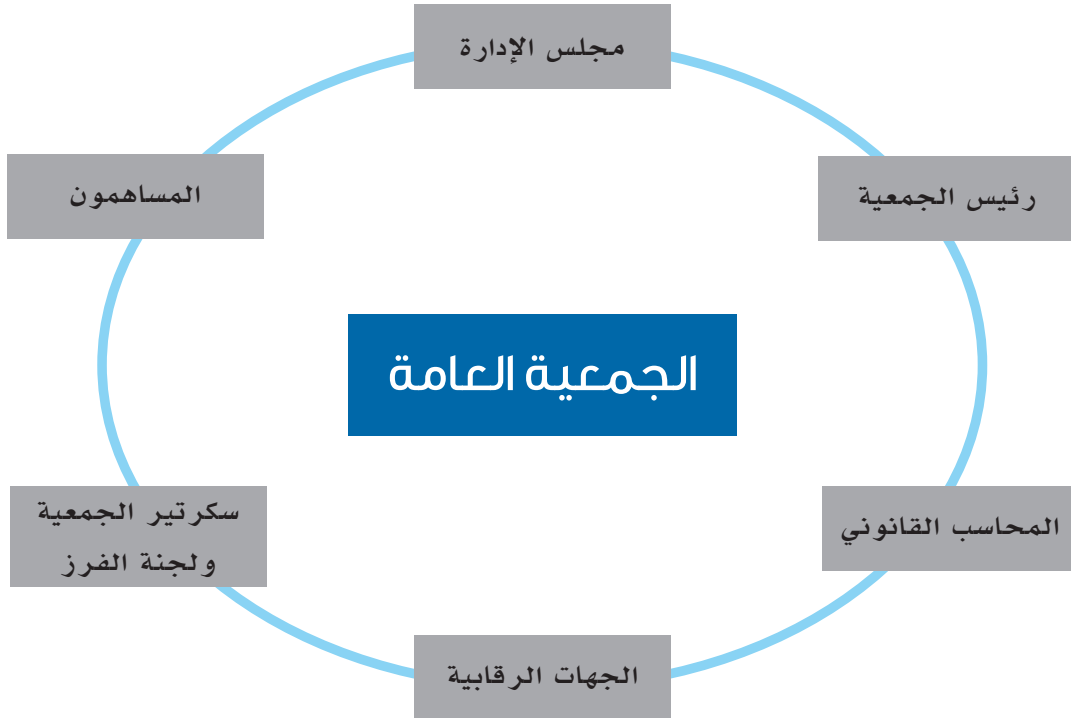 مجلس الإدارة
رئيس الجمعية
المساهمون
الجمعية العامة
المحاسب القانوني
سكرتير الجمعية
ولجنة الفرز
الجهات الرقابية